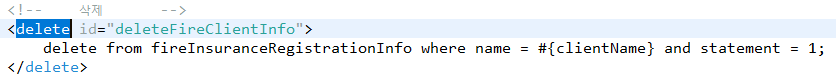 <!--    삭제      -->
<delete id="deleteFireClientInfo">
    delete from fireInsuranceRegistrationInfo where name = #{clientName} and statement = 1;
</delete>